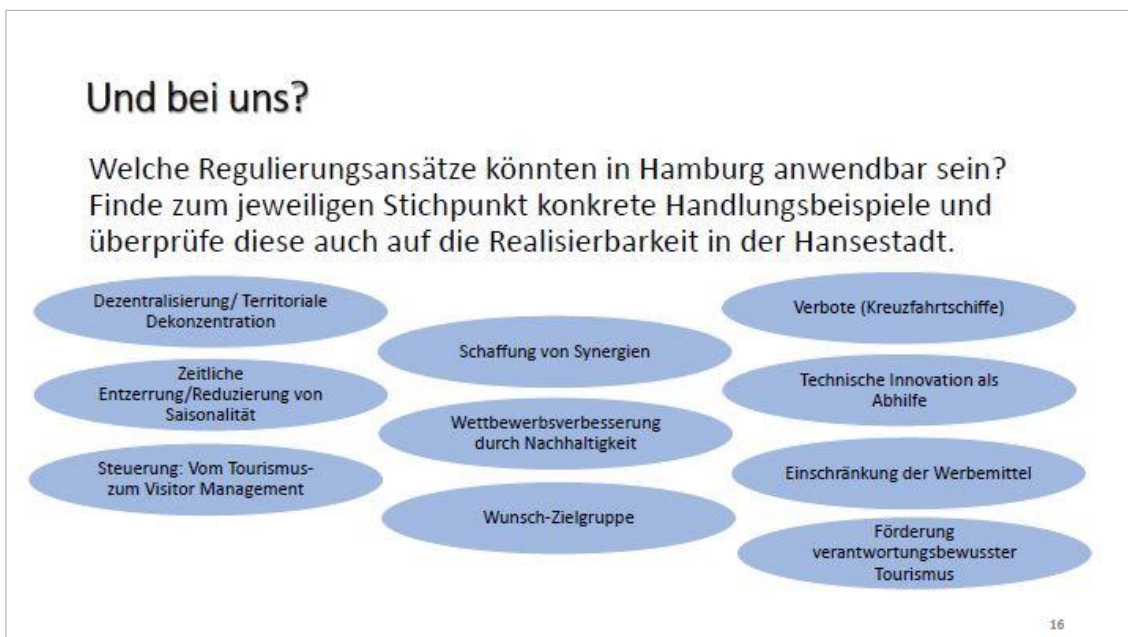 Und bei uns?
Welche Regulierungsansätze könnten in Hamburg anwendbar sein?
Finde zum jeweiligen Stichpunkt konkrete Handlungsbeispiele und
überprüfe diese auch auf die Realisierbarkeit in der Hansestadt.
Dezentralisierung/ Territoriale
Dekonzentration
Zeitliche
Entzerrung/Reduzierung von
Saisonalität
Steuerung: Vom Tourismus-
zum Visitor Management
Schaffung von Synergien
Wettbewerbsverbesserung
durch Nachhaltigkeit
Wunsch-Zielgruppe
Verbote (Kreuzfahrtschiffe)
Technische Innovation als
Abhilfe
Einschränkung der Werbemittel
Förderung
verantwortungsbewusster
Tourismus
16